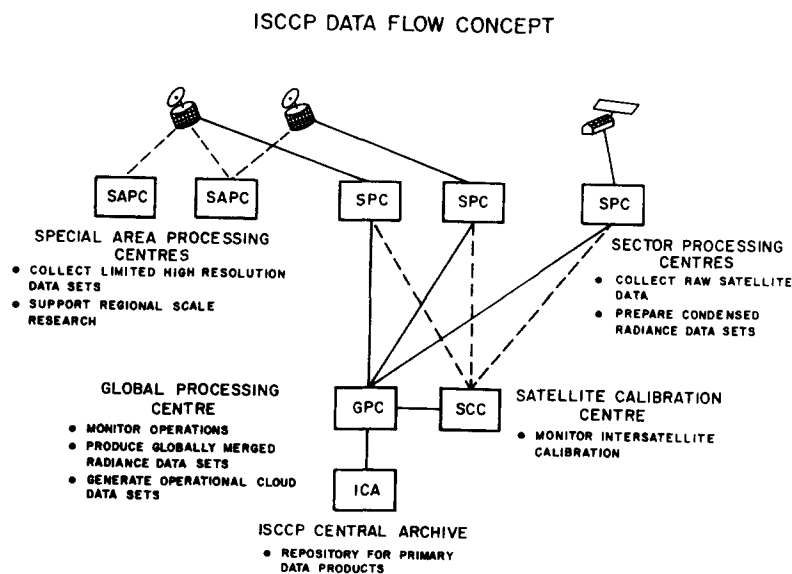 ISCCP DATA FLOW CONCEPT
SAPC
SAPC
SPC
SPC
SPC
SPECIAL AREA PROCESSING
CENTRES
• COLLECT LIMITED HIGH RESOLUTION
DATA SETS
• SUPPORT REGIONAL SCALE
RESEARCH
SECTOR PROCESSING
CENTRES
• COLLECT RAW SATELLITE
DATA
• PREPARE CONDENSED
RADIANCE DATA SETS
GLOBAL PROCESSING
CENTRE
• MONITOR OPERATIONS
• PRODUCE GLOBALLY MERGED
RADIANCE DATA SETS
• GENERATE OPERATIONAL CLOUD
DATA SETS
GPC
SCC
SATELLITE CALIBRATION
CENTRE
• MONITOR INTERSATELLITE
CALIBRATION
ICA
ISCCP CENTRAL ARCHIVE
• REPOSITORY FOR PRIMARY
DATA PRODUCTS